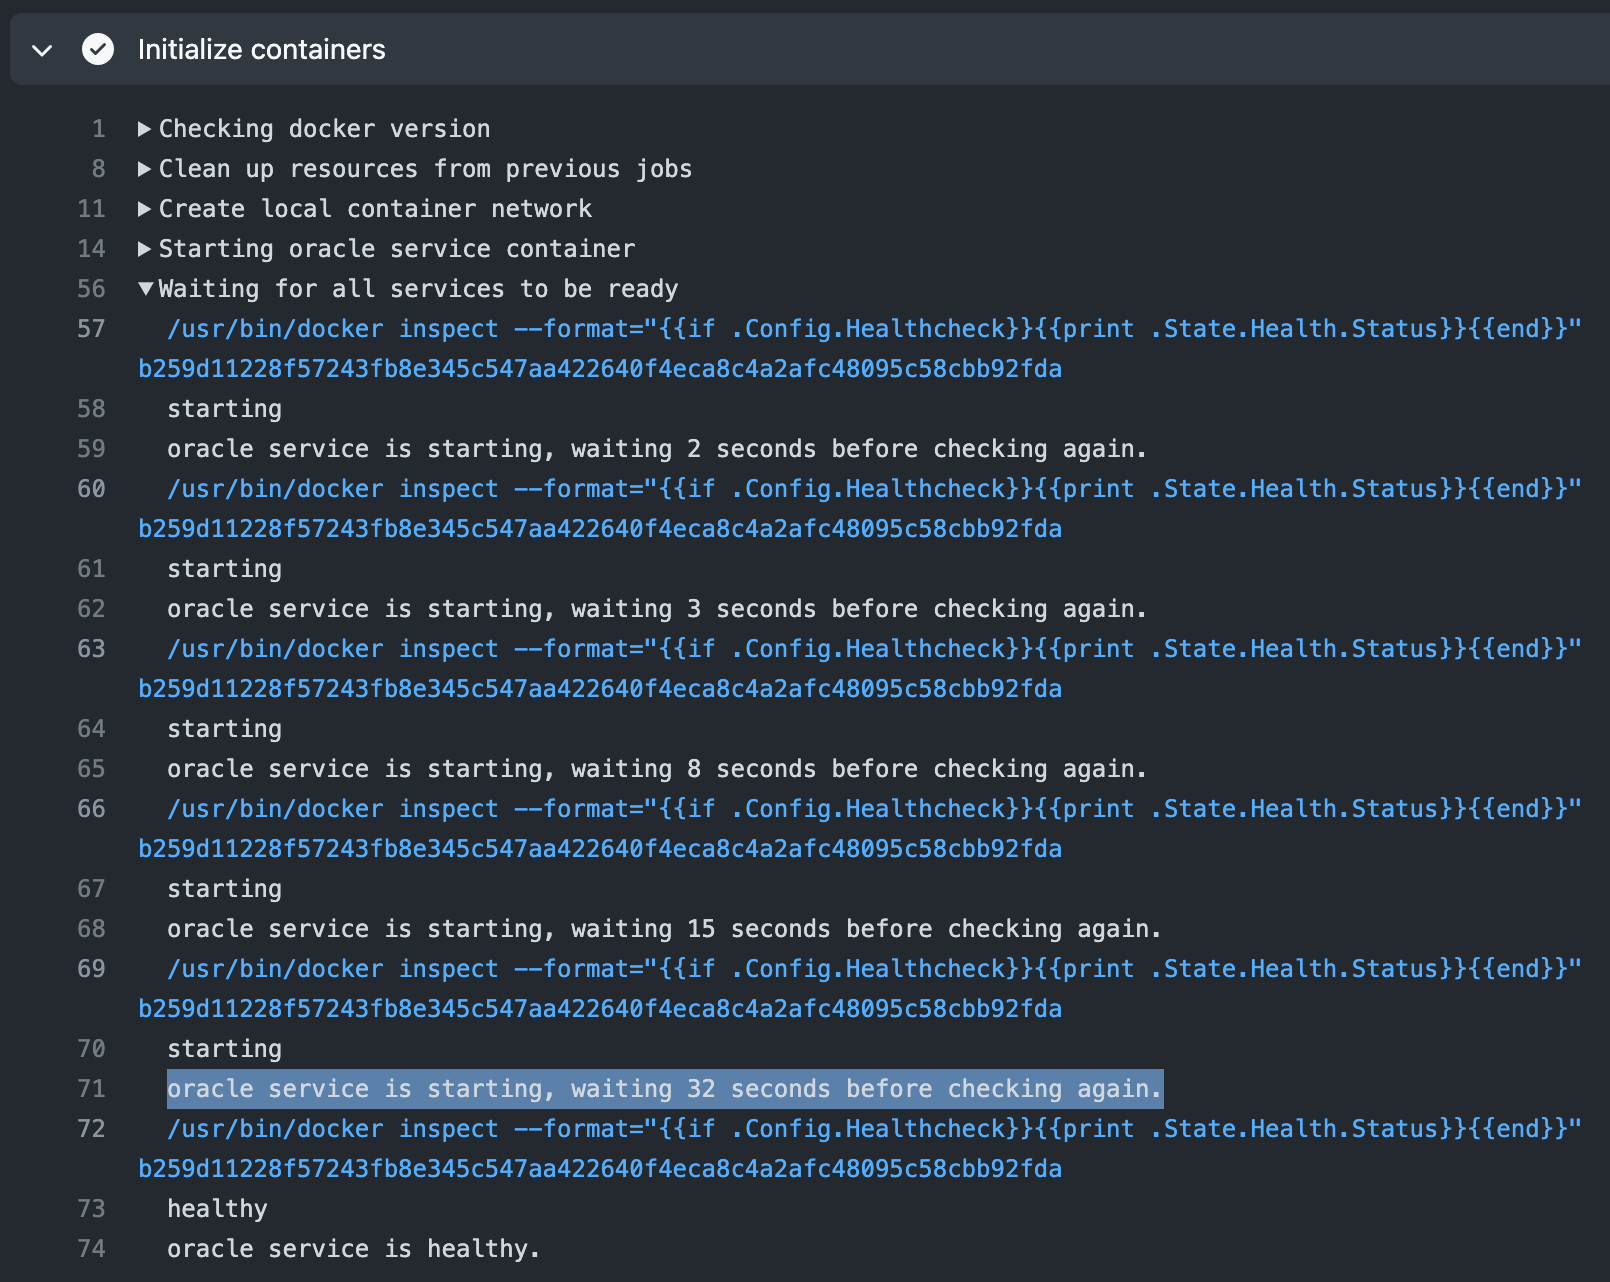 Initialize containers
1 ▶Checking docker version
8 ▶Clean up resources from previous jobs
11 ▶Create local container network
14 ▶Starting oracle service container
56 ▼Waiting for all services to be ready
57 /usr/bin/docker inspect --format="{{if .Config.Healthcheck}}{{print .State.Health.Status}}{{end}}"
b259d11228f57243fb8e345c547aa422640f4eca8c4a2afc48095c58cbb92fda
58 starting
59 oracle service is starting, waiting 2 seconds before checking again.
60 /usr/bin/docker inspect --format="{{if .Config.Healthcheck}}{{print .State.Health.Status}}{{end}}"
b259d11228f57243fb8e345c547aa422640f4eca8c4a2afc48095c58cbb92fda
61 starting
62 oracle service is starting, waiting 3 seconds before checking again.
63 /usr/bin/docker inspect --format="{{if .Config.Healthcheck}}{{print .State.Health.Status}}{{end}}"
b259d11228f57243fb8e345c547aa422640f4eca8c4a2afc48095c58cbb92fda
64 starting
65 oracle service is starting, waiting 8 seconds before checking again.
66 /usr/bin/docker inspect --format="{{if .Config.Healthcheck}}{{print .State.Health.Status}}{{end}}"
b259d11228f57243fb8e345c547aa422640f4eca8c4a2afc48095c58cbb92fda
67 starting
68 oracle service is starting, waiting 15 seconds before checking again.
69 /usr/bin/docker inspect --format="{{if .Config.Healthcheck}}{{print .State.Health.Status}}{{end}}"
b259d11228f57243fb8e345c547aa422640f4eca8c4a2afc48095c58cbb92fda
70 starting
71 oracle service is starting, waiting 32 seconds before checking again.
72 /usr/bin/docker inspect --format="{{if .Config.Healthcheck}}{{print .State.Health.Status}}{{end}}"
b259d11228f57243fb8e345c547aa422640f4eca8c4a2afc48095c58cbb92fda
73 healthy
74 oracle service is healthy.